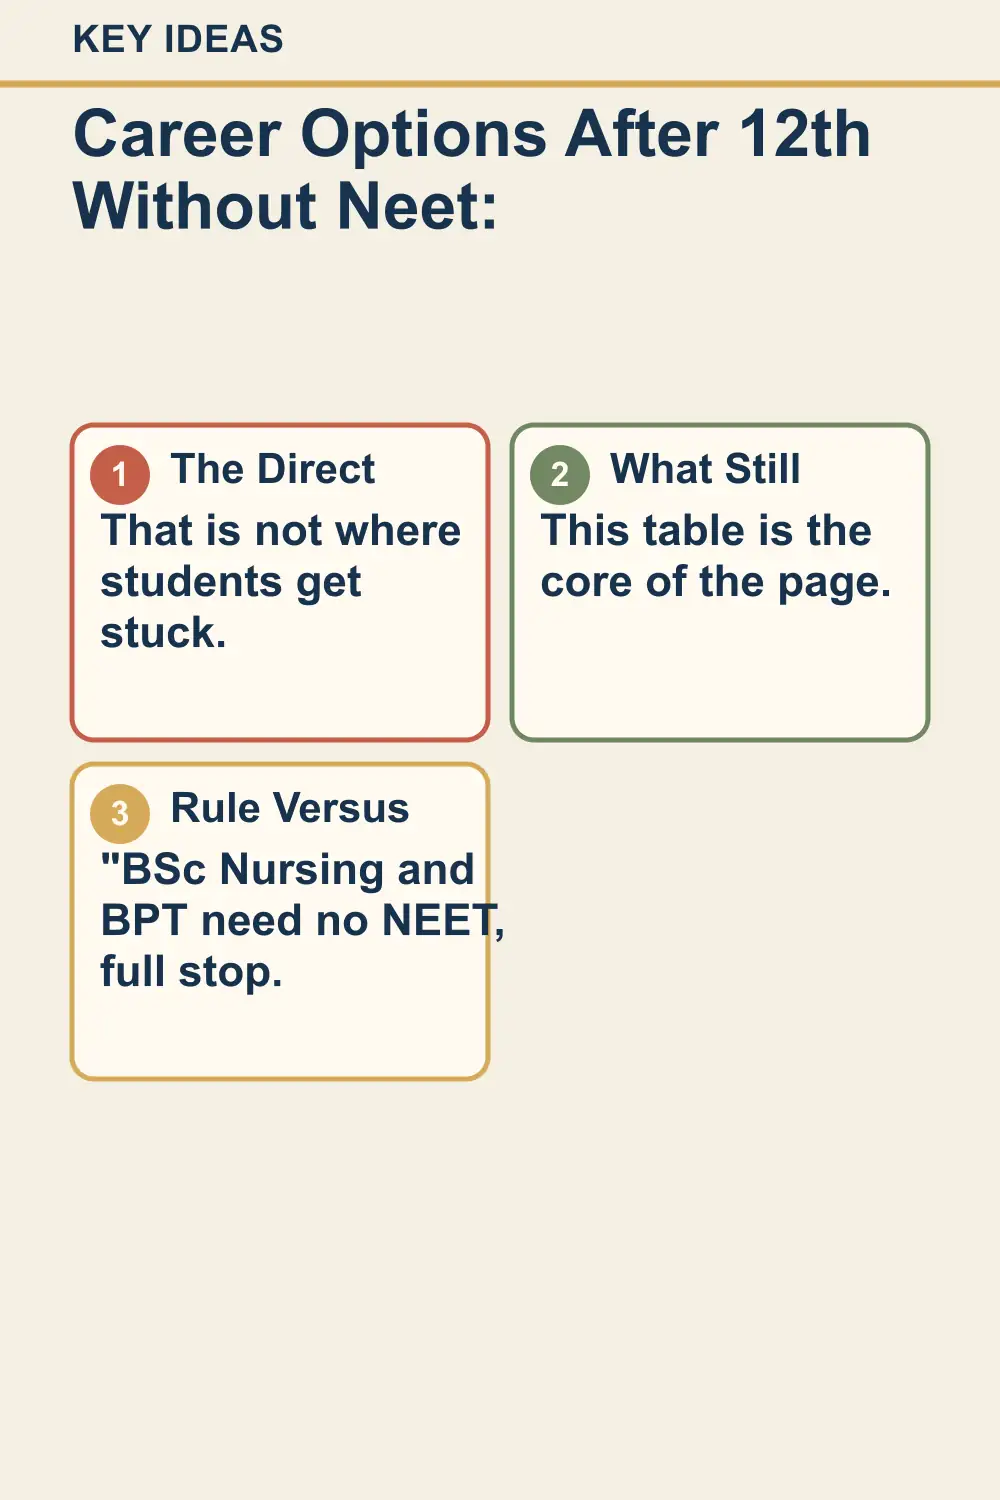 KEY IDEAS
Career Options After 12th
Without Neet:
1 The Direct
That is not where
students get
stuck.
2 What Still
This table is the
core of the page.
3 Rule Versus
"BSc Nursing and
BPT need no NEET,
full stop.